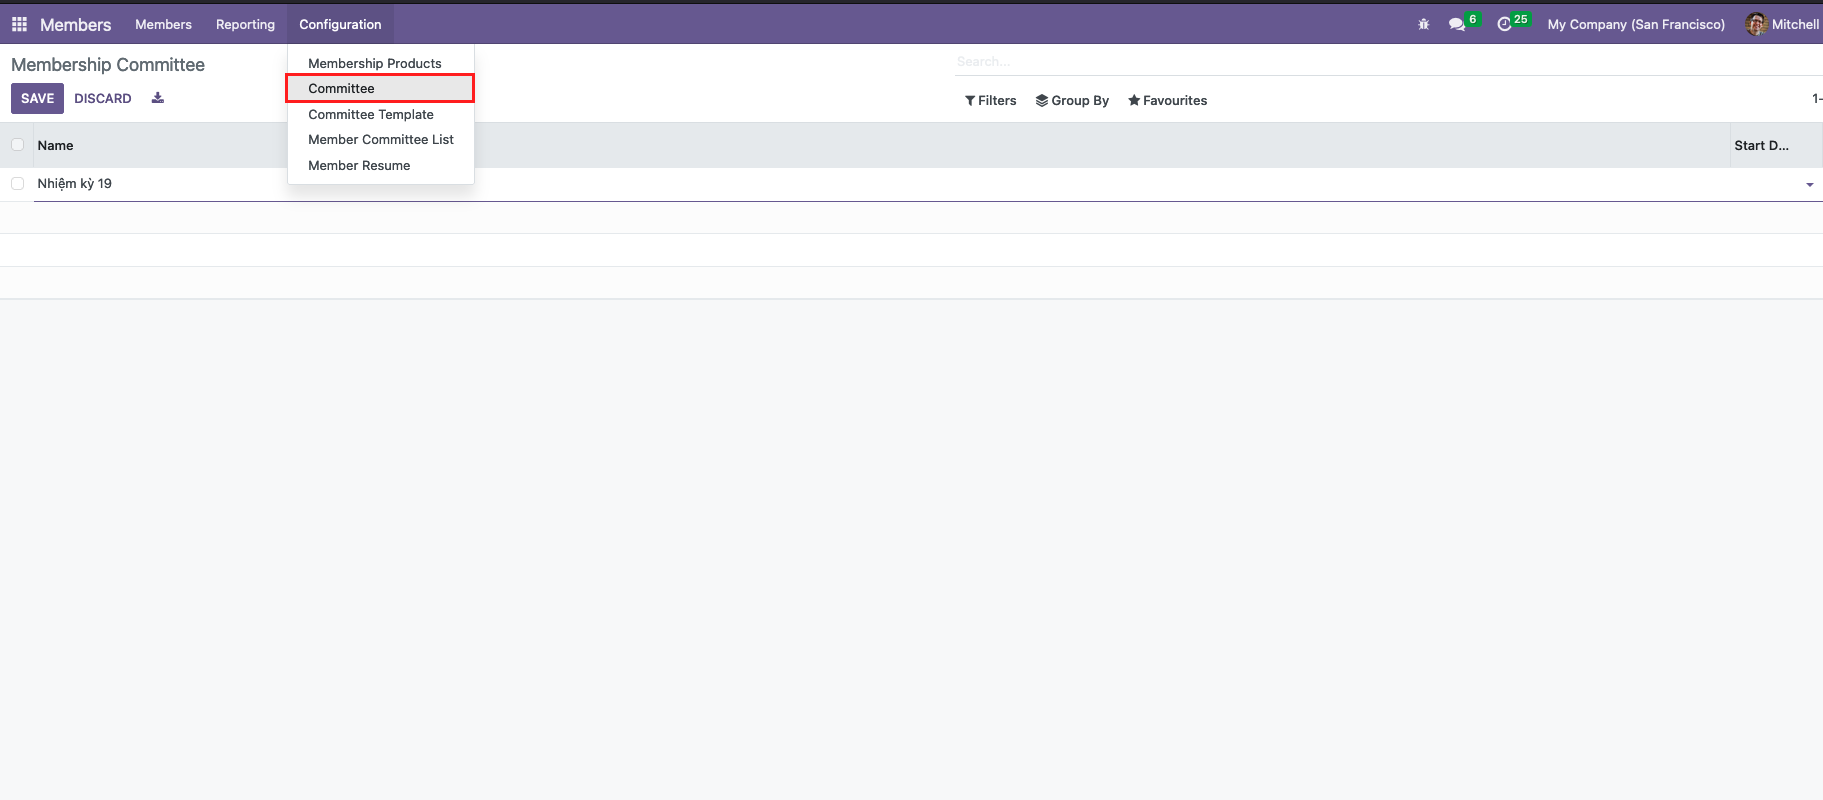 Members Members Reporting Configuration 6 25 My Company (San Francisco) Mitchell
Membership Committee
Search...
SAVE DISCARD
Membership Products
Committee
Committee Template
Member Committee List
Member Resume
Filters Group By Favourites 1-
Name Start D...
Nhiệm kỳ 19